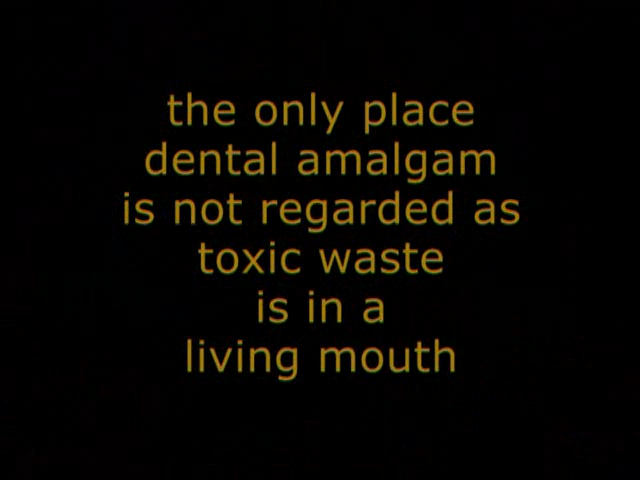 the only place
dental amalgam
is not regarded as
toxic waste
is in a
living mouth